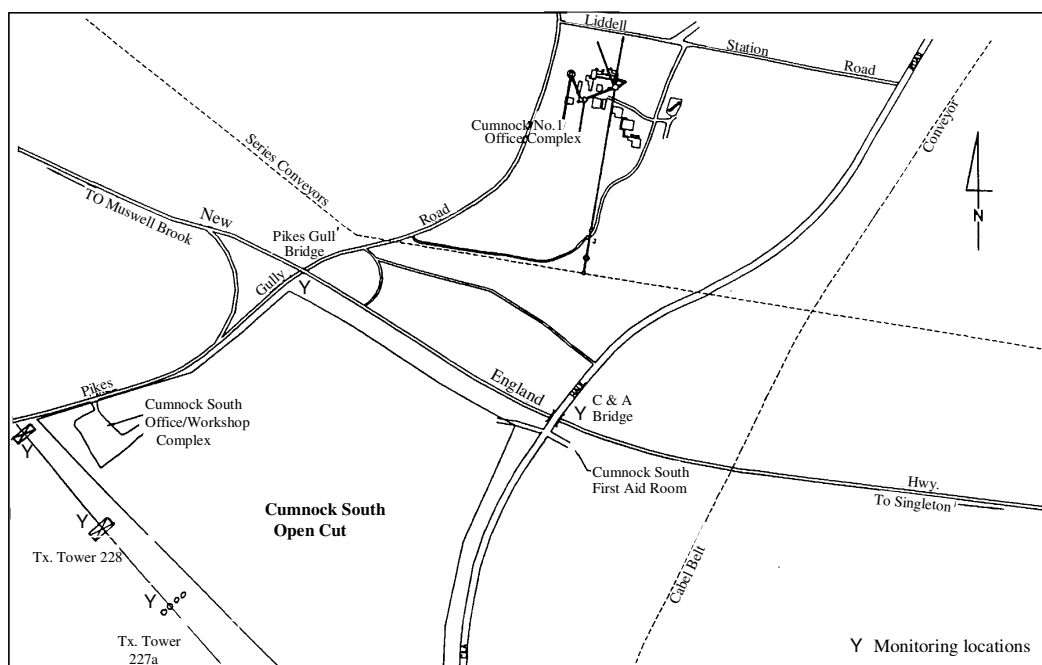 Liddell
Station
Road
Conveyor
Cumnock No.1
Office Complex
Series Conveyors
Road
N
New
TO Muswell Brook
Pikes Gull
Bridge
Gully
Y
England
Y
C & A
Bridge
Pikes
Cumnock South
Office/Workshop
Complex
Y
Cumnock South
First Aid Room
Hwy.
To Singleton
Cumnock South
Open Cut
Y
Tx. Tower 228
Cabel Belt
Y
Tx. Tower
227a
Y Monitoring locations